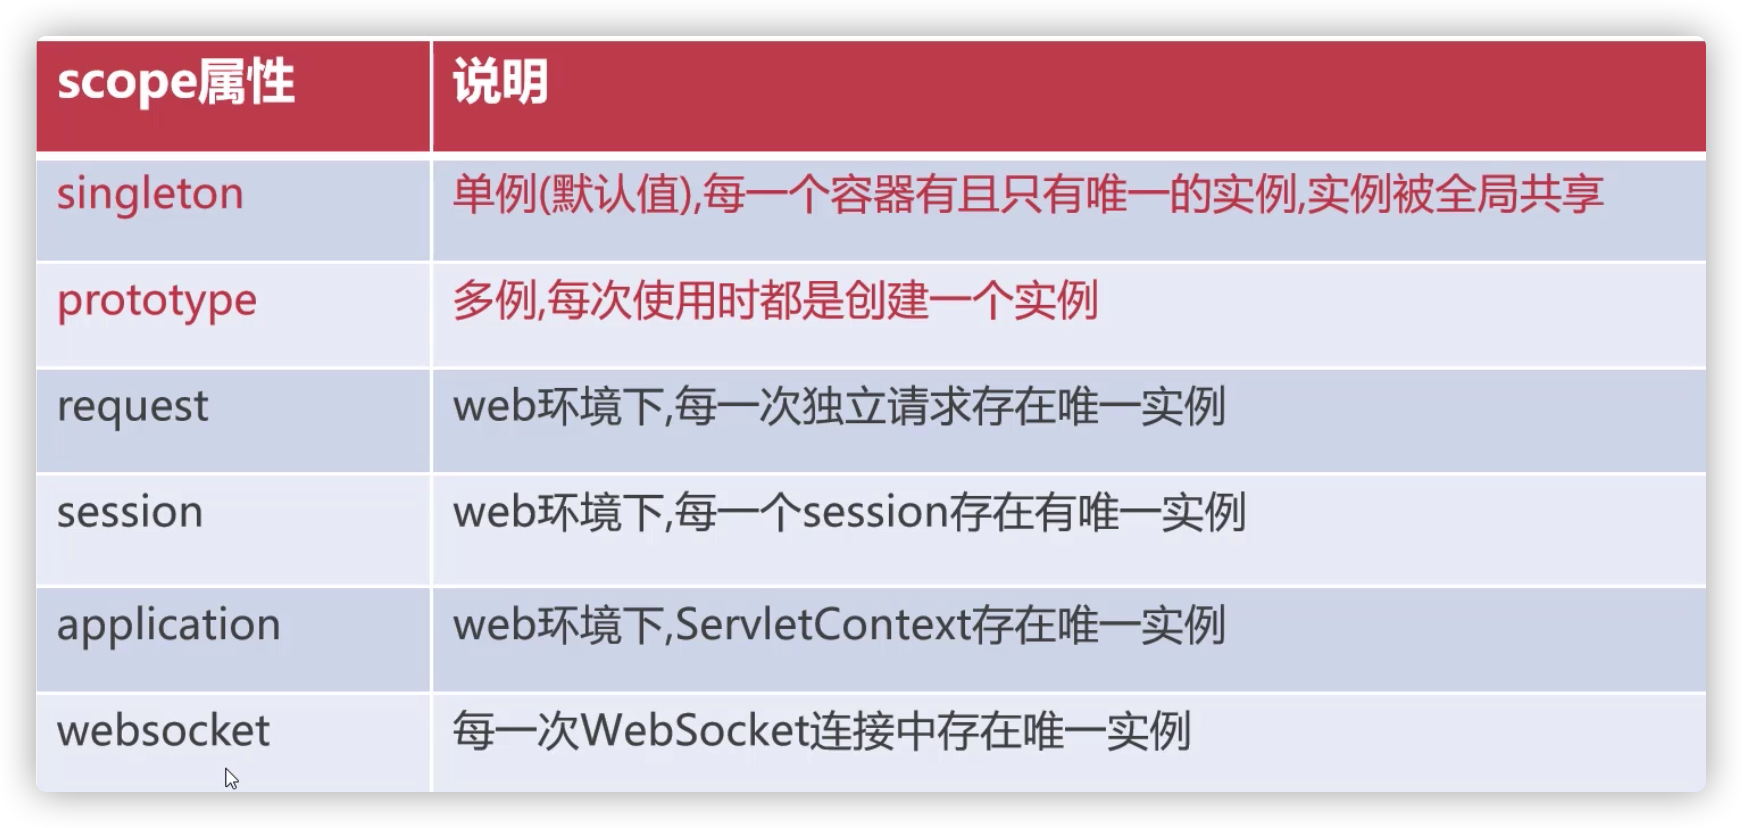 scope属性 说明
singleton 单例(默认值),每一个容器有且只有唯一的实例,实例被全局共享
prototype 多例,每次使用时都是创建一个实例
request web环境下,每一次独立请求存在唯一实例
session web环境下,每一个session存在有唯一实例
application web环境下,ServletContext存在唯一实例
websocket 每一次WebSocket连接中存在唯一实例